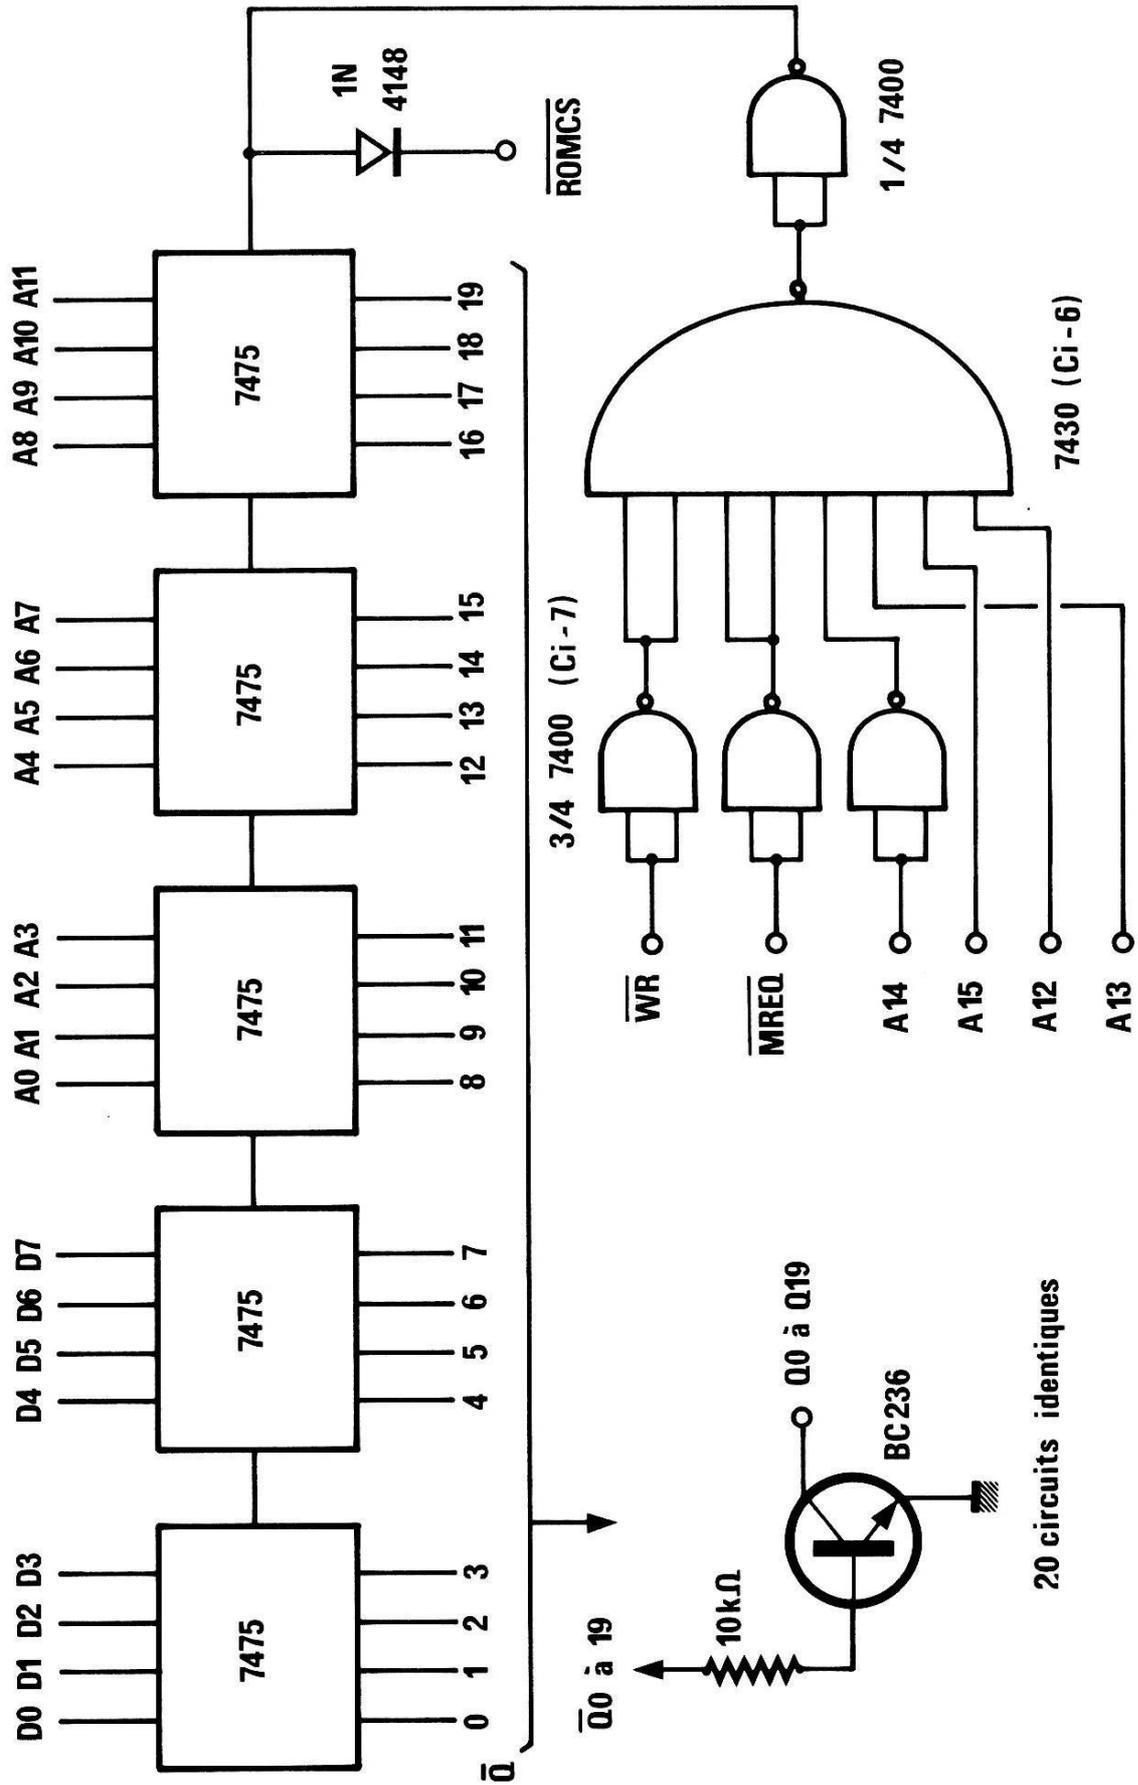 D0 D1 D2 D3
D4 D5 D6 D7
A0 A1 A2 A3
A4 A5 A6 A7
A8 A9 A10 A11
7475
7475
7475
7475
7475
1N
4148
0 1 2 3
4 5 6 7
8 9 10 11
12 13 14 15
16 17 18 19
Q̅
R̅O̅M̅C̅S̅
3/4 7400 (Ci-7)
W̅R̅
M̅R̅E̅Q̅
A14
A15
A12
A13
1/4 7400
7430 (Ci-6)
Q̅0 à 19
10kΩ
Q0 à Q19
BC236
20 circuits identiques